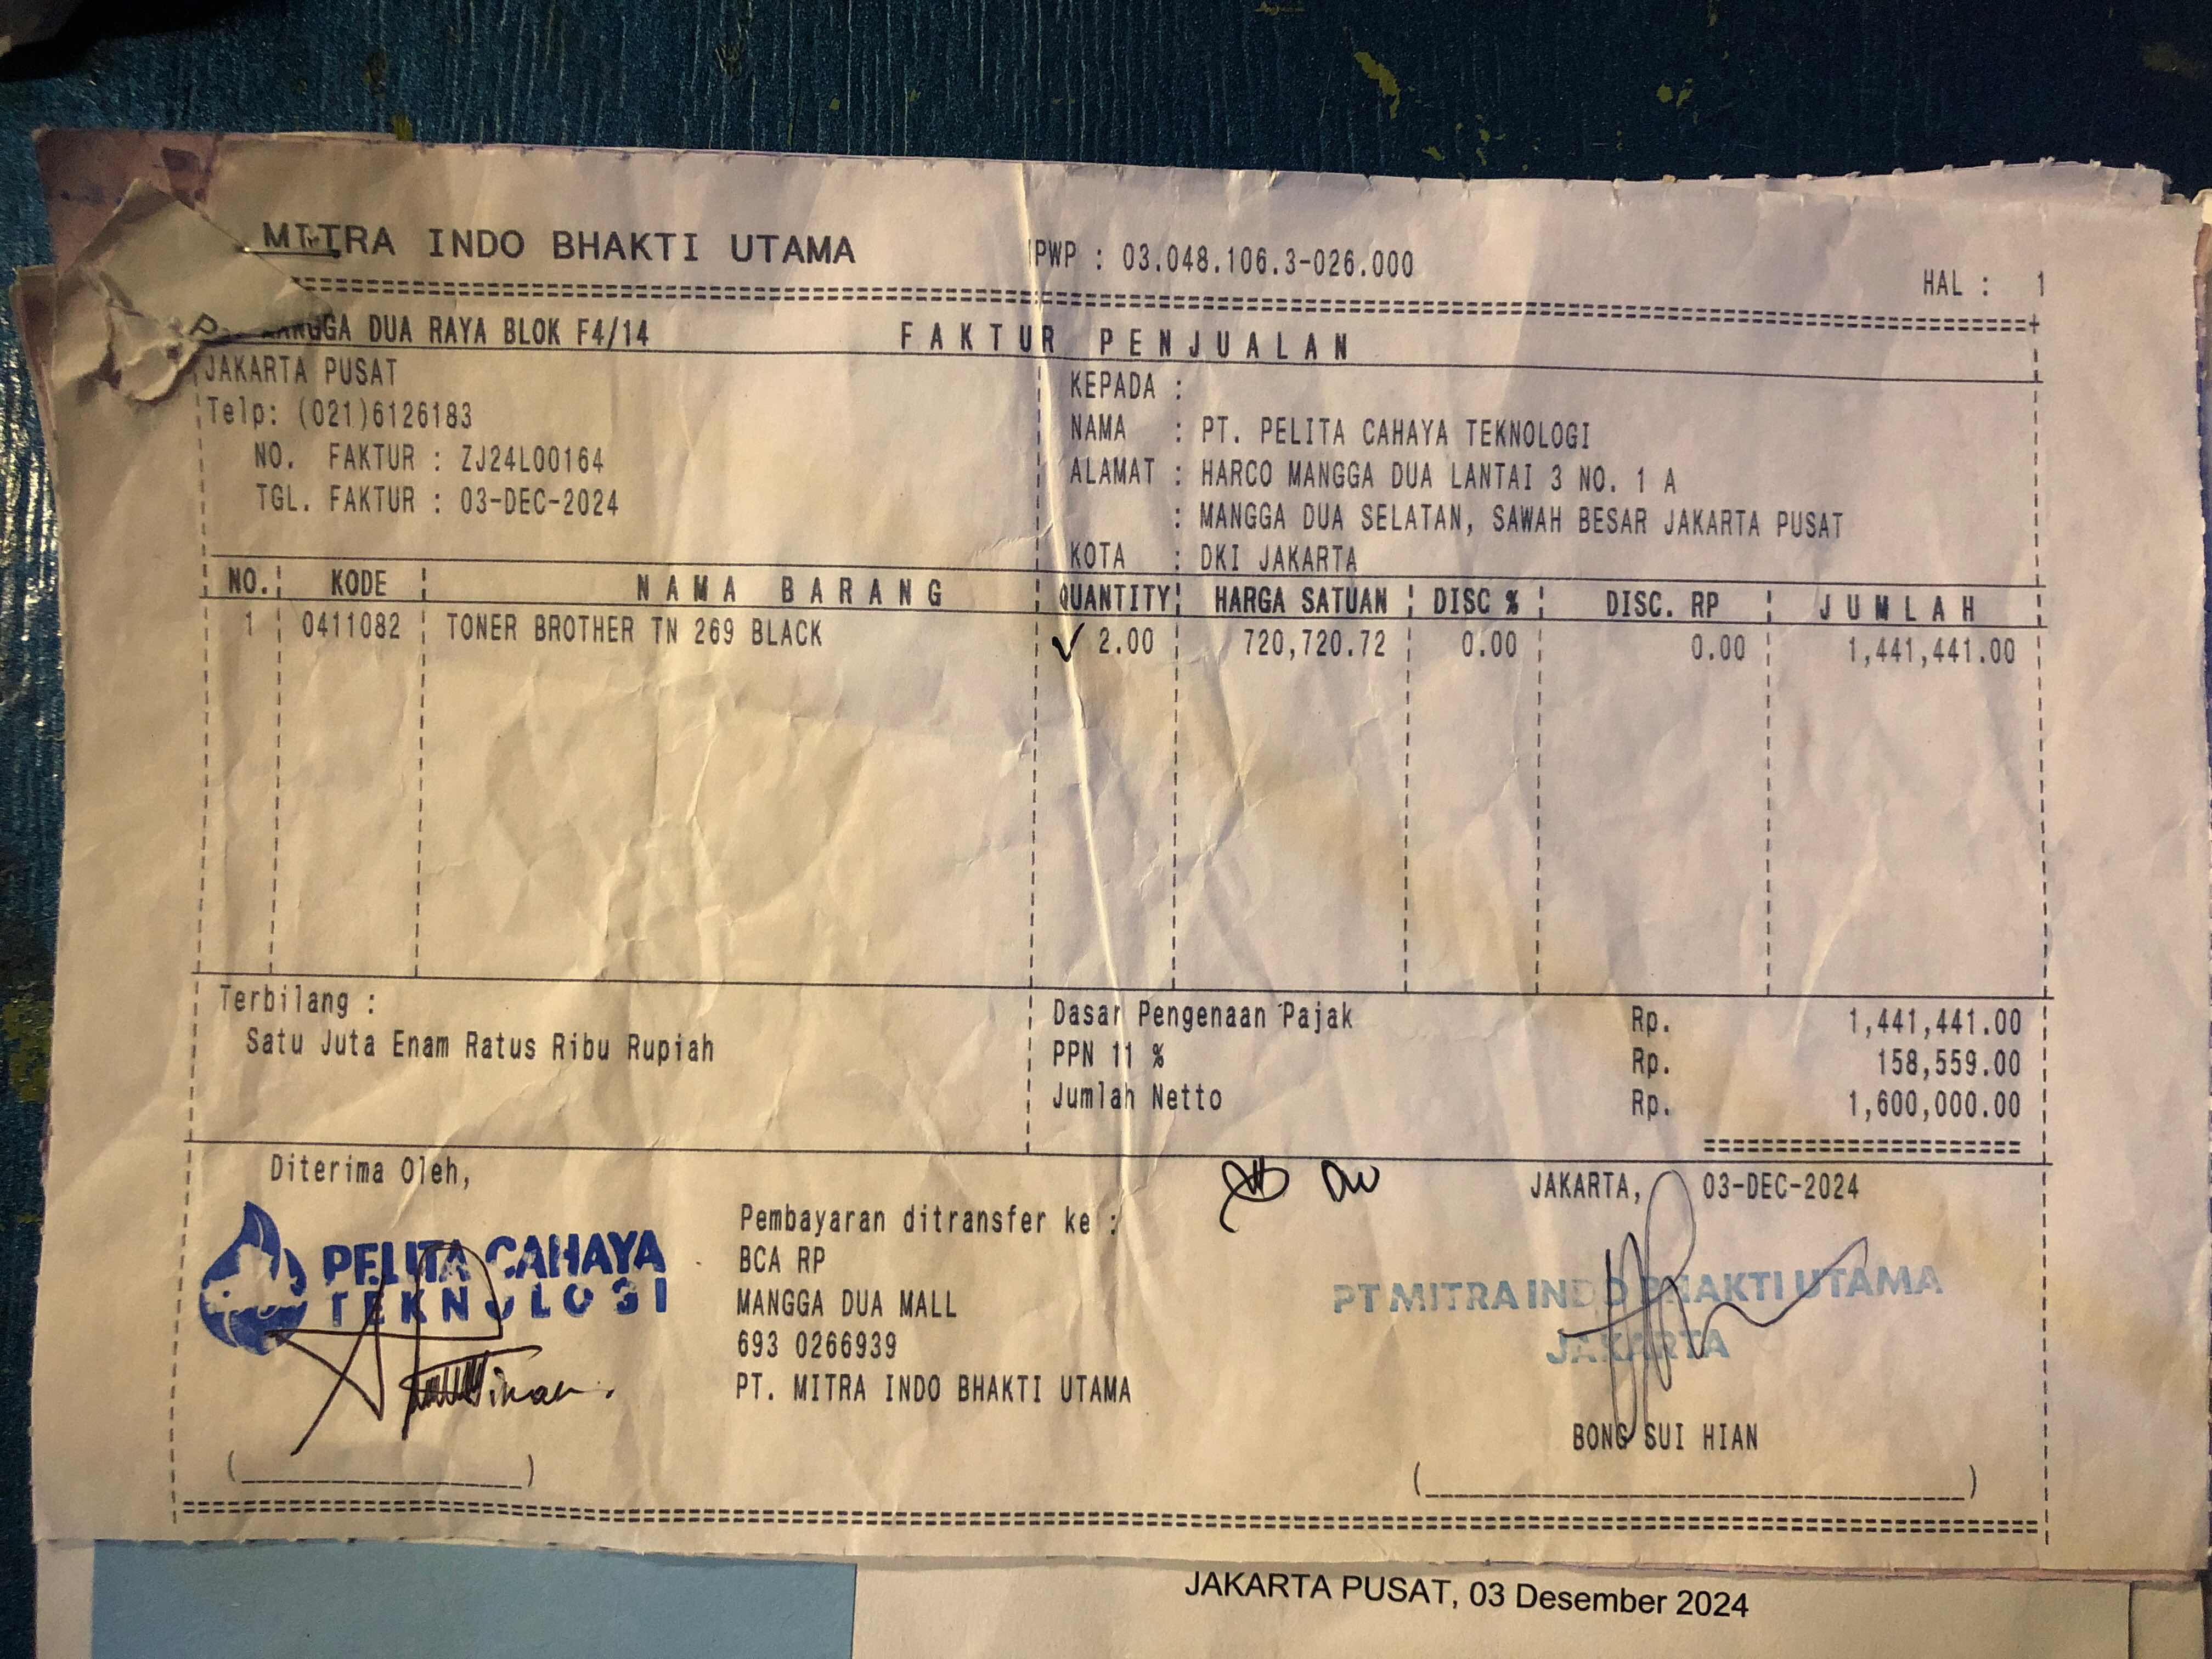 MITRA INDO BHAKTI UTAMA
PWP : 03.048.106.3-026.000
HAL : 1
GGA DUA RAYA BLOK F4/14
FAKTUR PENJUALAN
JAKARTA PUSAT
Telp: (021)6126183
NO. FAKTUR : ZJ24L00164
TGL. FAKTUR : 03-DEC-2024
KEPADA :
NAMA : PT. PELITA CAHAYA TEKNOLOGI
ALAMAT : HARCO MANGGA DUA LANTAI 3 NO. 1 A
: MANGGA DUA SELATAN, SAWAH BESAR JAKARTA PUSAT
KOTA : DKI JAKARTA
NO. KODE NAMA BARANG QUANTITY HARGA SATUAN DISC % DISC. RP JUMLAH
1 0411082 TONER BROTHER TN 269 BLACK ✓ 2.00 720,720.72 0.00 0.00 1,441,441.00
Terbilang :
Satu Juta Enam Ratus Ribu Rupiah
Dasar Pengenaan Pajak Rp. 1,441,441.00
PPN 11 % Rp. 158,559.00
Jumlah Netto Rp. 1,600,000.00
Diterima Oleh,
PELITA CAHAYA
TEKNOLOGI
Pembayaran ditransfer ke :
BCA RP
MANGGA DUA MALL
693 0266939
PT. MITRA INDO BHAKTI UTAMA
JAKARTA, 03-DEC-2024
PT MITRA INDO BHAKTI UTAMA
JAKARTA
BONG SUI HIAN
JAKARTA PUSAT, 03 Desember 2024